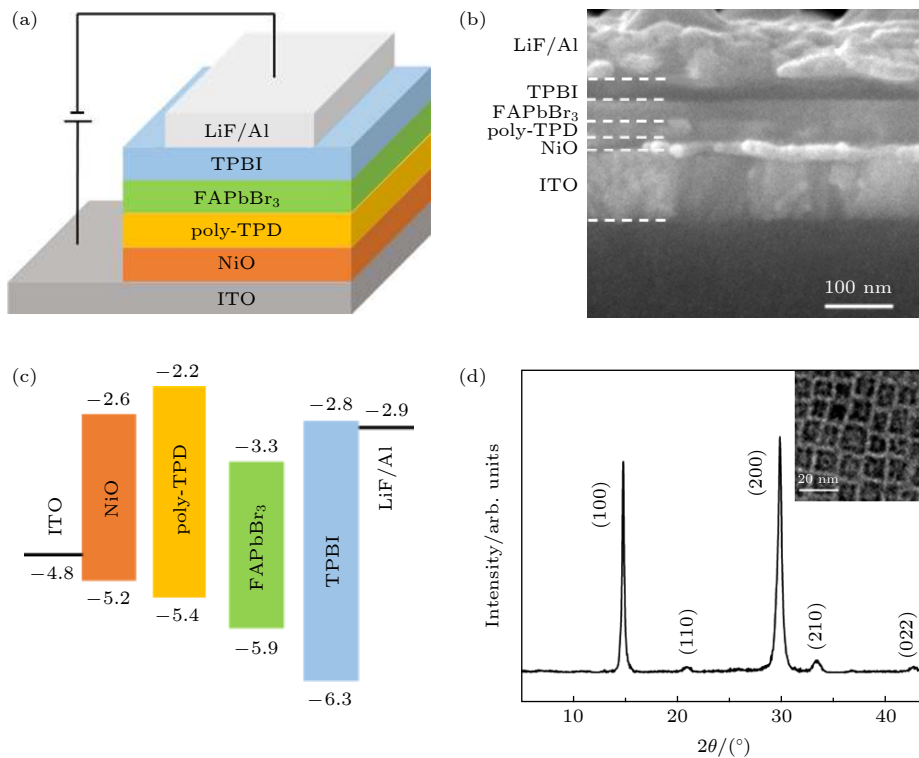 (a)
LiF/Al
TPBI
FAPbBr₃
poly-TPD
NiO
ITO
(b)
LiF/Al
TPBI
FAPbBr₃
poly-TPD
NiO
ITO
100 nm
(c)
−2.6
−2.2
−3.3
−2.8
−2.9
ITO
NiO
poly-TPD
FAPbBr₃
TPBI
LiF/Al
−4.8
−5.2
−5.4
−5.9
−6.3
(d)
Intensity/arb. units
(100)
(110)
(200)
(210)
(022)
20 nm
10
20
30
40
2θ/(°)